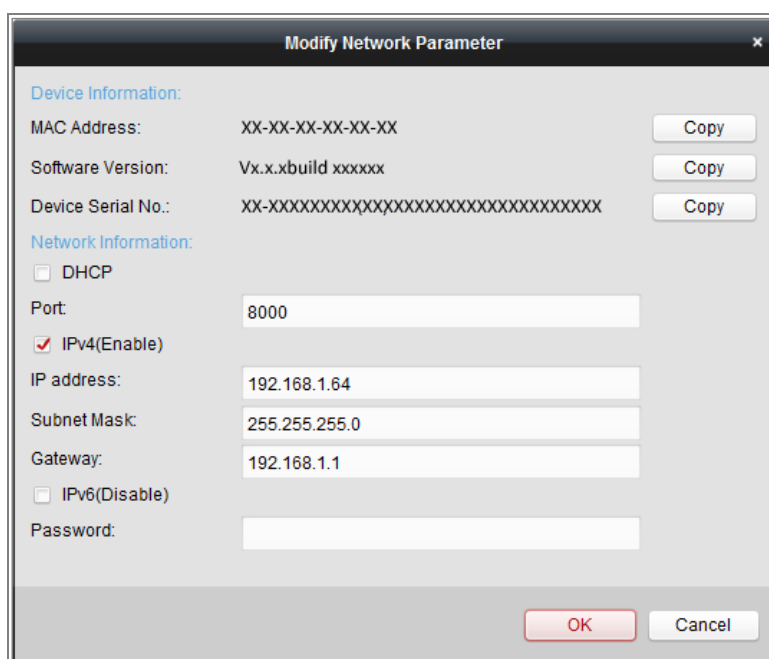 Modify Network Parameter ×
Device Information:
MAC Address: XX-XX-XX-XX-XX-XX Copy
Software Version: Vx.x.xbuild xxxxxx Copy
Device Serial No.: XX-XXXXXXXXXXXXXXXXXXXXXXXXXXXXXX Copy
Network Information:
DHCP
Port: 8000
IPv4(Enable)
IP address: 192.168.1.64
Subnet Mask: 255.255.255.0
Gateway: 192.168.1.1
IPv6(Disable)
Password:
OK Cancel